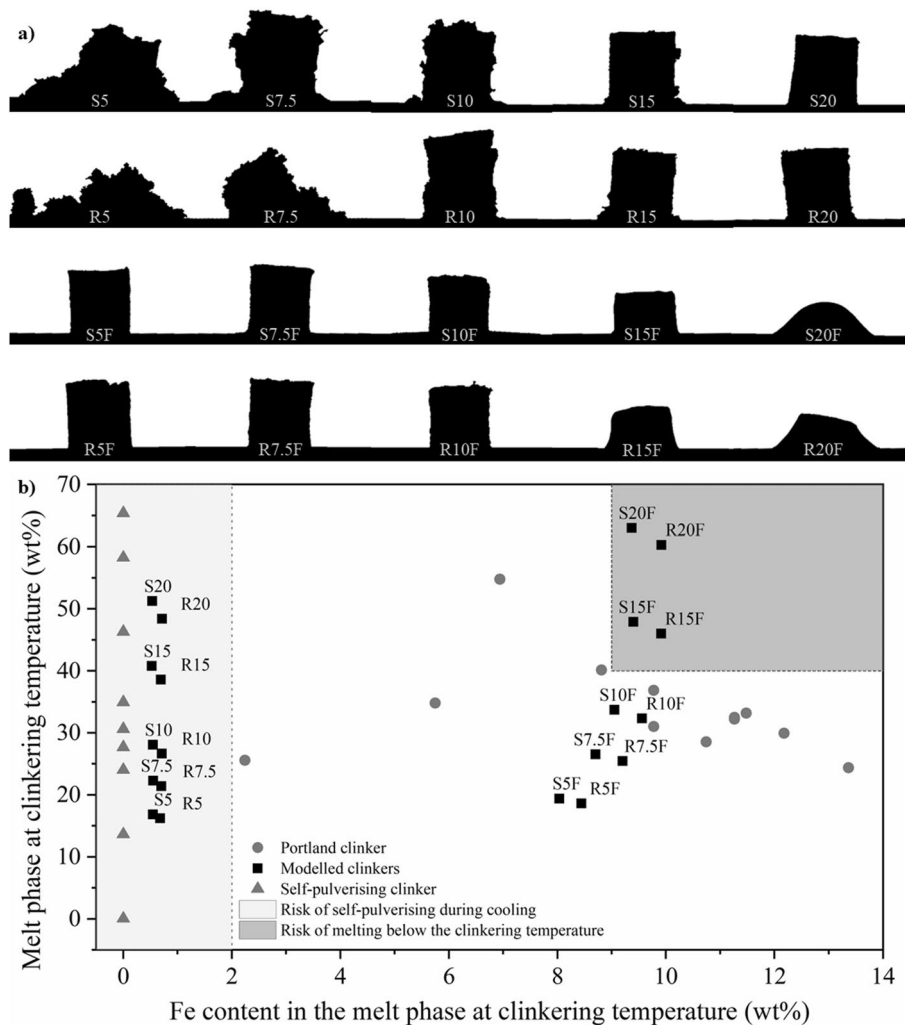 a)
S5 S7.5 S10 S15 S20
R5 R7.5 R10 R15 R20
S5F S7.5F S10F S15F S20F
R5F R7.5F R10F R15F R20F
b)
70
60
50
40
30
20
10
0
Melt phase at clinkering temperature (wt%)
S20F
R20F
S15F
R15F
S20
R20
S15
R15
S10F
R10F
S10
R10
S7.5F
R7.5F
S7.5
R7.5
S5F
R5F
S5
R5
Portland clinker
Modelled clinkers
Self-pulverising clinker
Risk of self-pulverising during cooling
Risk of melting below the clinkering temperature
0 2 4 6 8 10 12 14
Fe content in the melt phase at clinkering temperature (wt%)